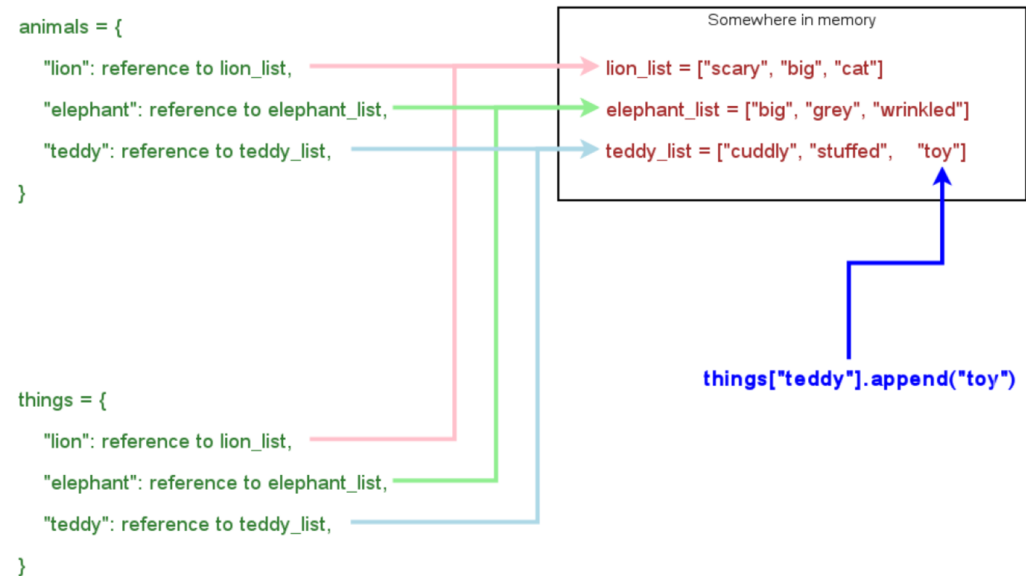 animals = {
"lion": reference to lion_list,
"elephant": reference to elephant_list,
"teddy": reference to teddy_list,
}
Somewhere in memory
lion_list = ["scary", "big", "cat"]
elephant_list = ["big", "grey", "wrinkled"]
teddy_list = ["cuddly", "stuffed", "toy"]
things["teddy"].append("toy")
things = {
"lion": reference to lion_list,
"elephant": reference to elephant_list,
"teddy": reference to teddy_list,
}